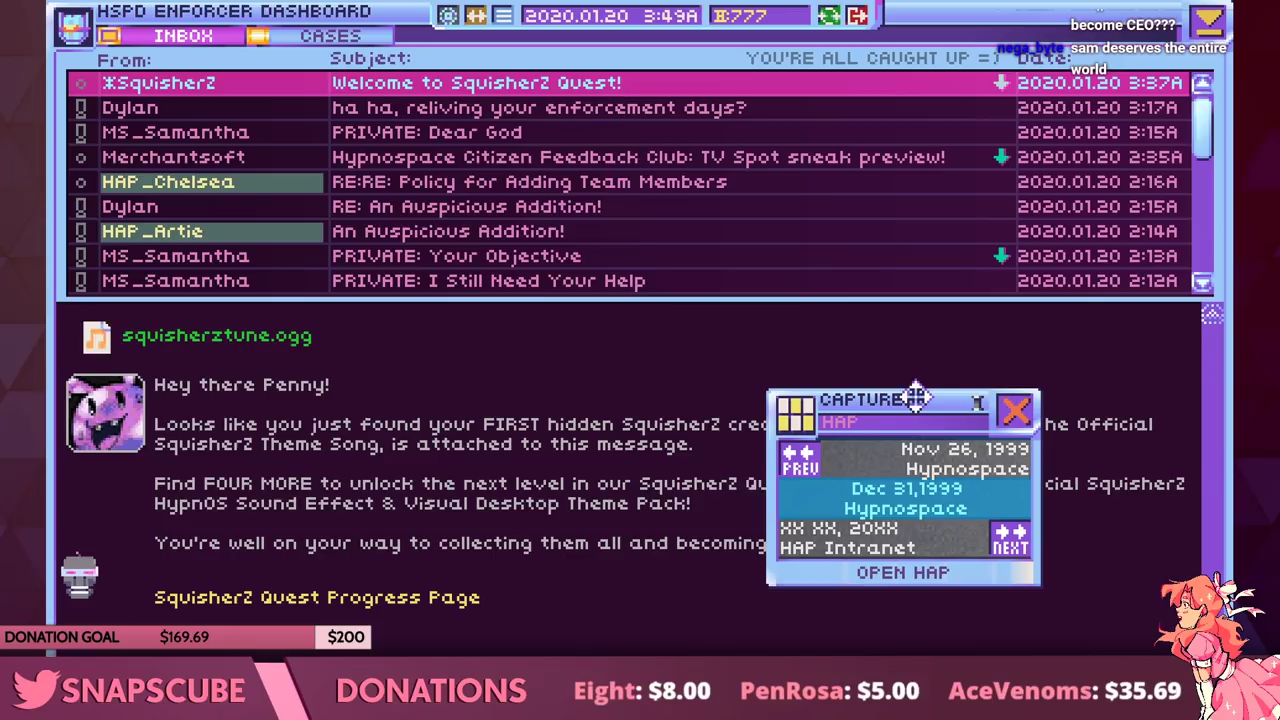 HSPD ENFORCER DASHBOARD
2020.01.20 3:49A
777
become CEO???
INBOX
CASES
nega_byte sam deserves the entire
world
From:
Subject:
YOU'RE ALL CAUGHT UP =)
Date:
SquisherZ
Welcome to SquisherZ Quest!
2020.01.20 3:37A
Dylan
ha ha, reliving your enforcement days?
2020.01.20 3:17A
MS_Samantha
PRIVATE: Dear God
2020.01.20 3:15A
Merchantsoft
Hypnospace Citizen Feedback Club: TV Spot sneak preview!
2020.01.20 2:35A
HAP_Chelsea
RE:RE: Policy for Adding Team Members
2020.01.20 2:16A
Dylan
RE: An Auspicious Addition!
2020.01.20 2:15A
HAP_Artie
An Auspicious Addition!
2020.01.20 2:14A
MS_Samantha
PRIVATE: Your Objective
2020.01.20 2:13A
MS_Samantha
PRIVATE: I Still Need Your Help
2020.01.20 2:12A
squisherztune.ogg
Hey there Penny!
Looks like you just found your FIRST hidden SquisherZ he Official
SquisherZ Theme Song, is attached to this message.
Find FOUR MORE to unlock the next level in our SquisherZ cial SquisherZ
HypnOS Sound Effect & Visual Desktop Theme Pack!
You're well on your way to collecting them all and becoming
SquisherZ Quest Progress Page
CAPTURE
HAP
PREV
Nov 26, 1999
Hypnospace
Dec 31,1999
Hypnospace
XX XX, 20XX
HAP Intranet
NEXT
OPEN HAP
DONATION GOAL $169.69 $200
SNAPSCUBE
DONATIONS
Eight: $8.00 PenRosa: $5.00 AceVenoms: $35.69